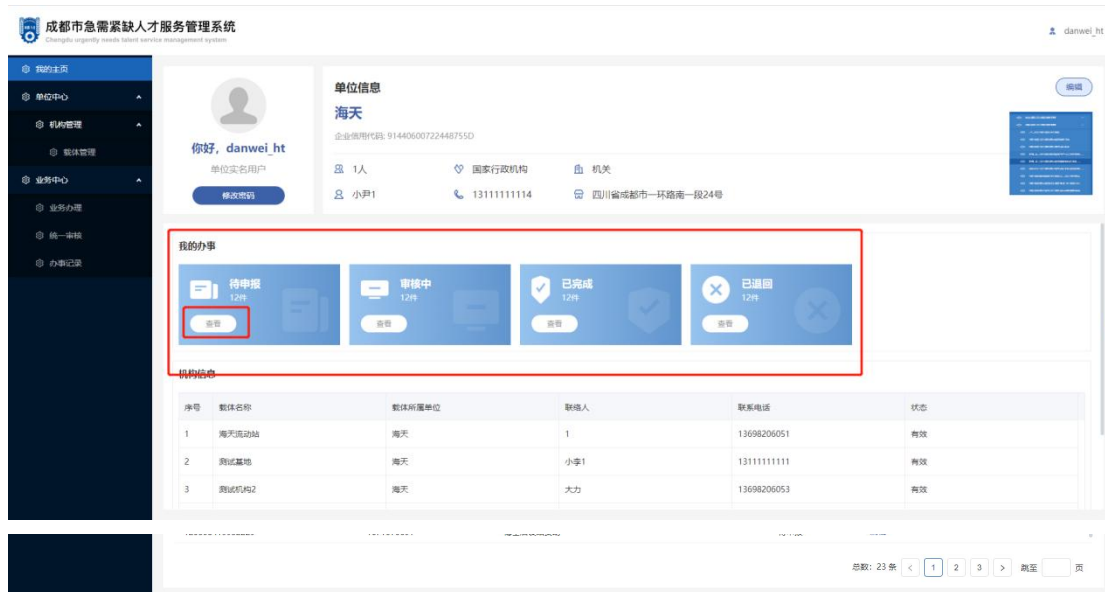 成都市急需紧缺人才服务管理系统
Chengdu urgently needs talent service management system
danwei_ht
我的主页
单位中心
机构管理
载体管理
业务中心
业务办理
统一审核
办事记录
你好，danwei_ht
单位实名用户
修改密码
单位信息
编辑
海天
企业信用代码: 91440600722448755D
1人 国家行政机构 机关
小尹1 13111111114 四川省成都市一环路南一段24号
我的办事
待申报 审核中 已完成 已退回
12件 12件 12件 12件
查看 查看 查看 查看
机构信息
序号 载体名称 载体所属单位 联络人 联系电话 状态
1 海天流动站 海天 1 13698206051 有效
2 测试基地 海天 小李1 13111111111 有效
3 测试机构2 海天 大力 13698206053 有效
总数: 23 条 < 1 2 3 > 跳至 页